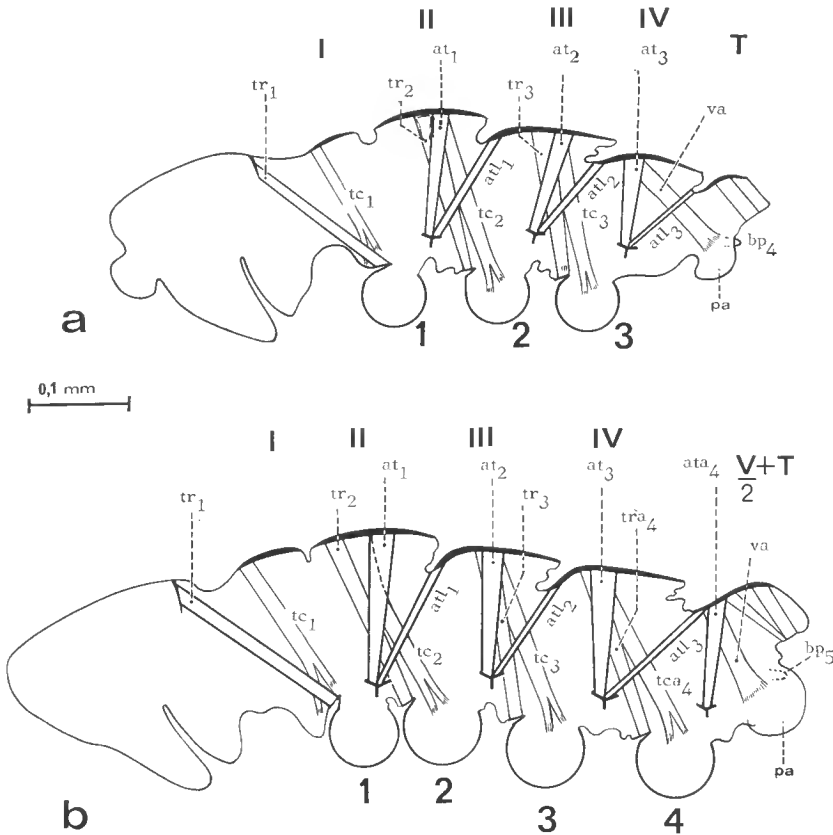 I II III IV T
tr1 tr2 at1 tr3 at2 at3 va
tc1 atl1 tc2 atl2 tc3 atl3 bp4
pa
a 1 2 3
0,1 mm
I II III IV V/2+T
tr1 tr2 at1 at2 tr3 at3 tra4 ata4 va
tc1 atl1 tc2 atl2 tc3 atl3 tca4 bp5
pa
b 1 2 3 4